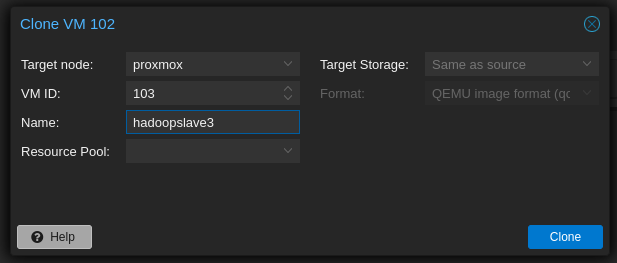 Clone VM 102
Target node: proxmox Target Storage: Same as source
VM ID: 103 Format: QEMU image format (qc
Name: hadoopslave3
Resource Pool:
Help Clone